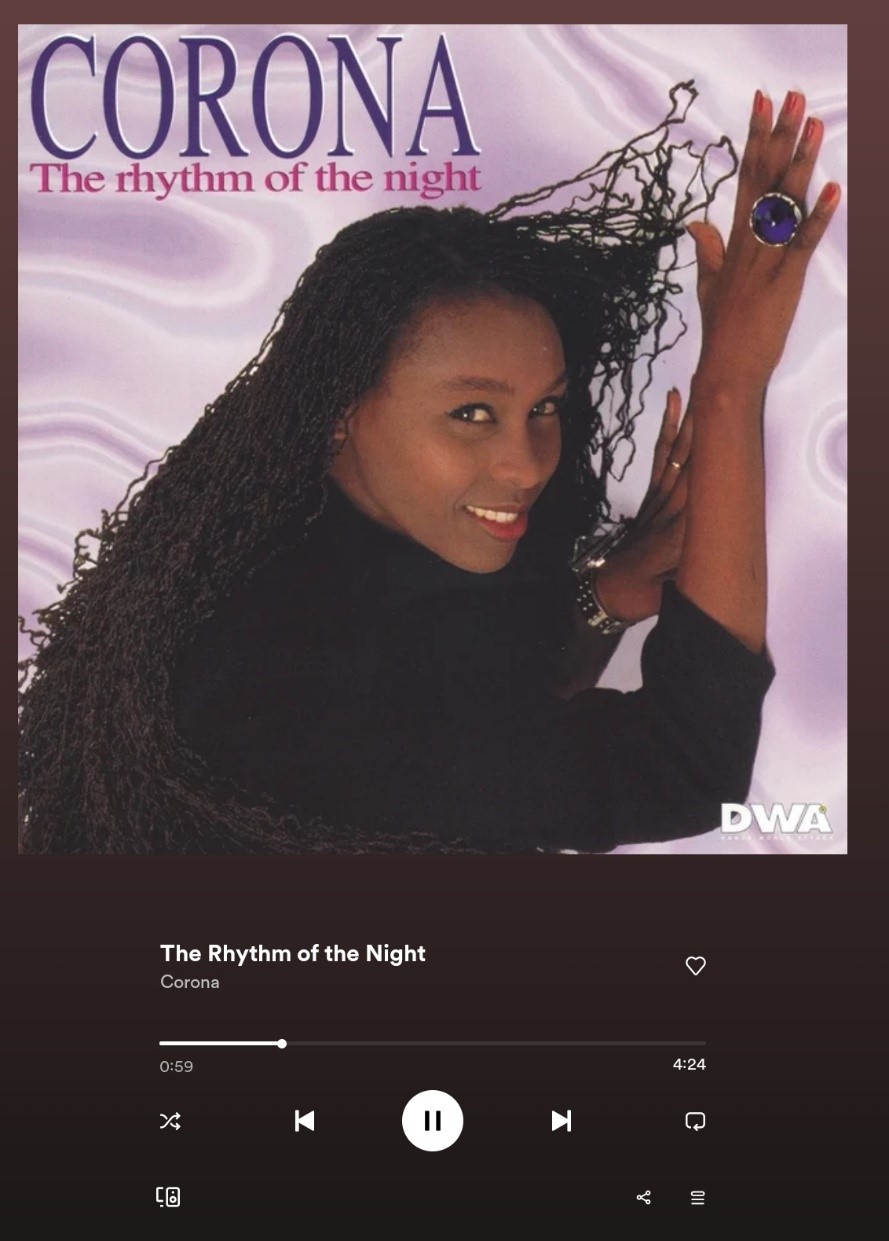 CORONA
The rhythm of the night
DWA
The Rhythm of the Night
Corona
0:59
4:24